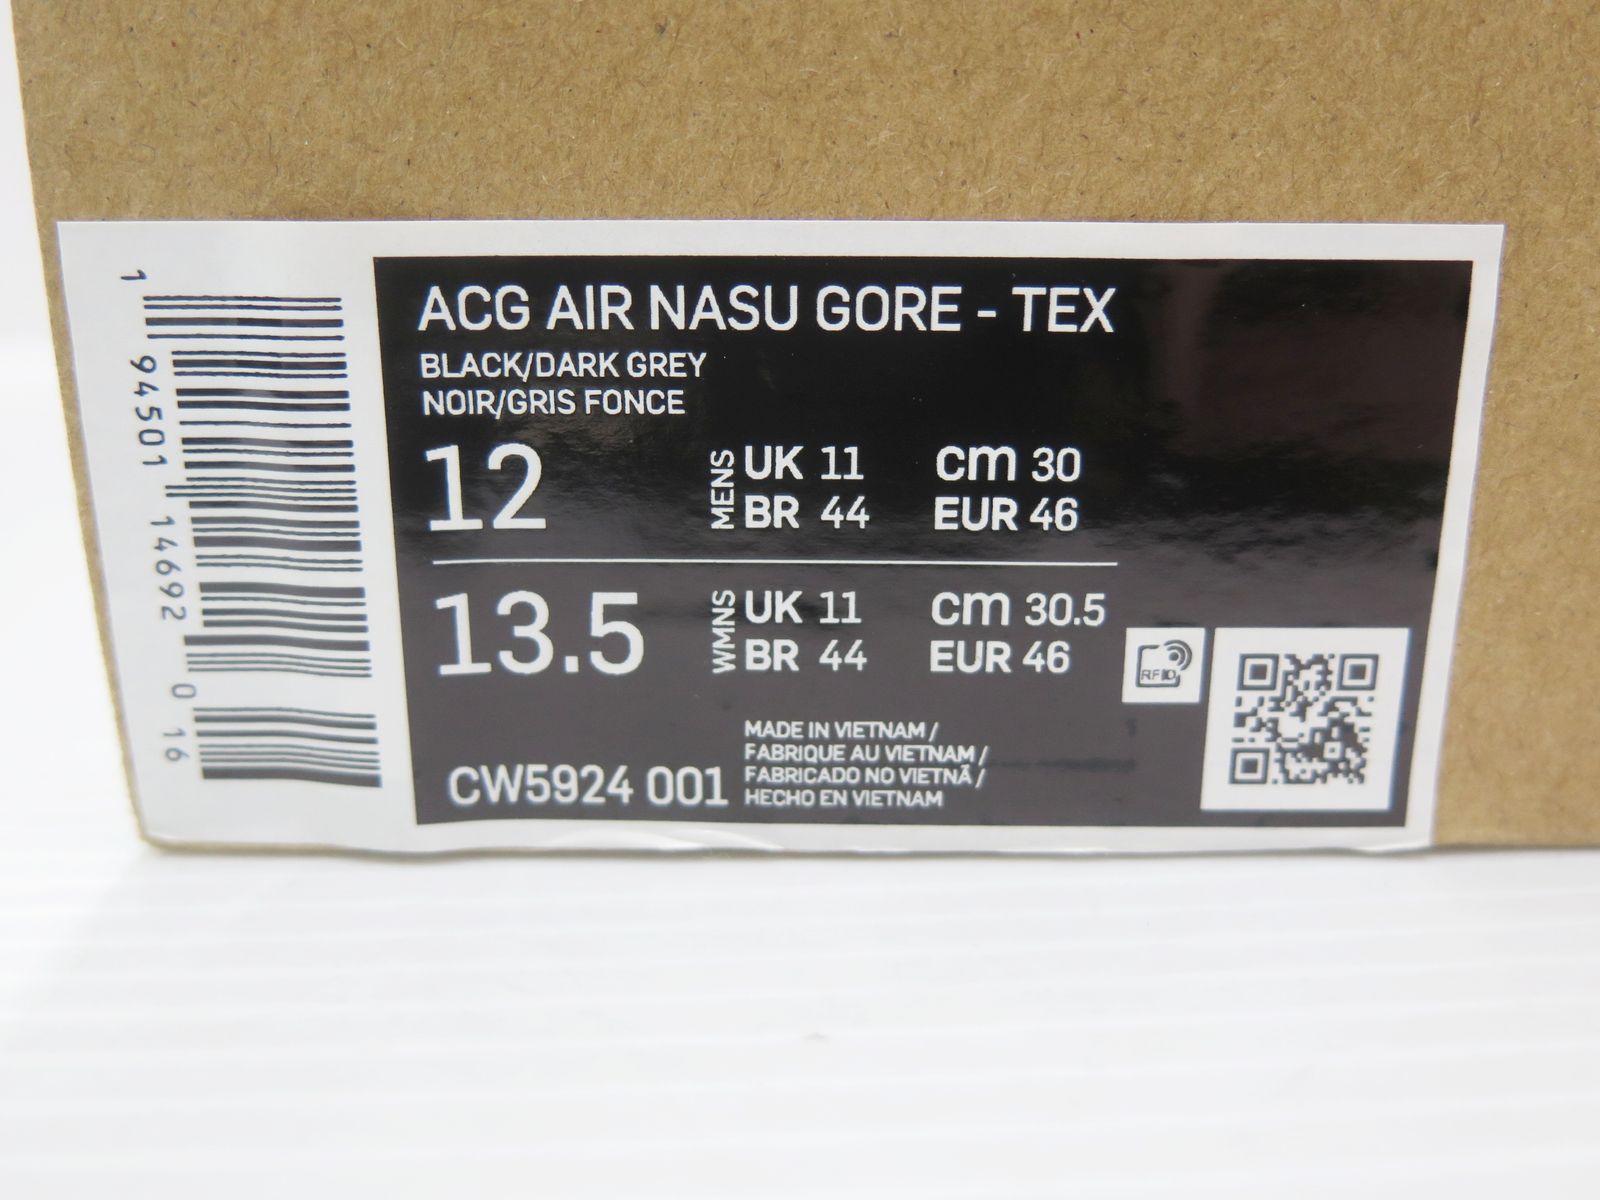 ACG AIR NASU GORE - TEX
BLACK/DARK GREY
NOIR/GRIS FONCE
12 MENS UK 11 cm 30
BR 44 EUR 46
13.5 WMNS UK 11 cm 30.5
BR 44 EUR 46
RFID
CW5924 001
MADE IN VIETNAM /
FABRIQUE AU VIETNAM /
FABRICADO NO VIETNÃ /
HECHO EN VIETNAM
1 94501 14692 0 16